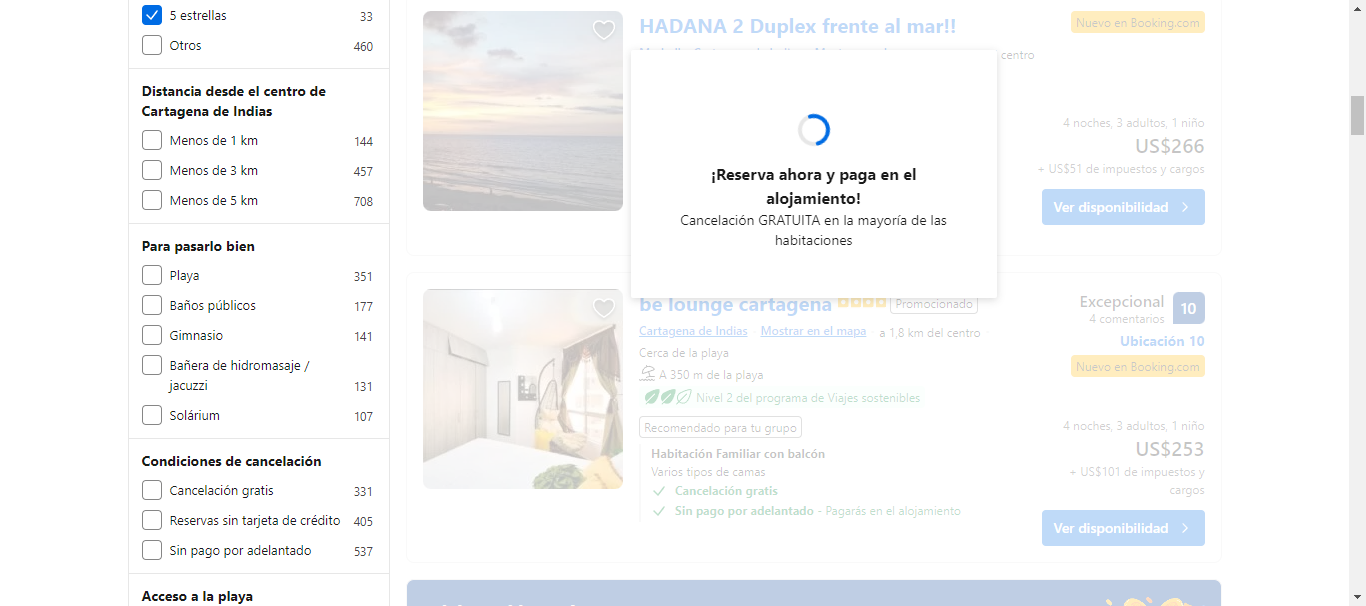 5 estrellas 33
Otros 460
Distancia desde el centro de
Cartagena de Indias
Menos de 1 km 144
Menos de 3 km 457
Menos de 5 km 708
Para pasarlo bien
Playa 351
Baños públicos 177
Gimnasio 141
Bañera de hidromasaje /
jacuzzi 131
Solárium 107
Condiciones de cancelación
Cancelación gratis 331
Reservas sin tarjeta de crédito 405
Sin pago por adelantado 537
Acceso a la playa
HADANA 2 Duplex frente al mar!!
Nuevo en Booking.com
centro
4 noches, 3 adultos, 1 niño
US$266
+ US$51 de impuestos y cargos
Ver disponibilidad
¡Reserva ahora y paga en el
alojamiento!
Cancelación GRATUITA en la mayoría de las
habitaciones
be lounge cartagena
Promocionado
Cartagena de Indias Mostrar en el mapa a 1,8 km del centro
Cerca de la playa
A 350 m de la playa
Nivel 2 del programa de Viajes sostenibles
Recomendado para tu grupo
Habitación Familiar con balcón
Varios tipos de camas
Cancelación gratis
Sin pago por adelantado - Pagarás en el alojamiento
Excepcional 10
4 comentarios
Ubicación 10
Nuevo en Booking.com
4 noches, 3 adultos, 1 niño
US$253
+ US$101 de impuestos y
cargos
Ver disponibilidad